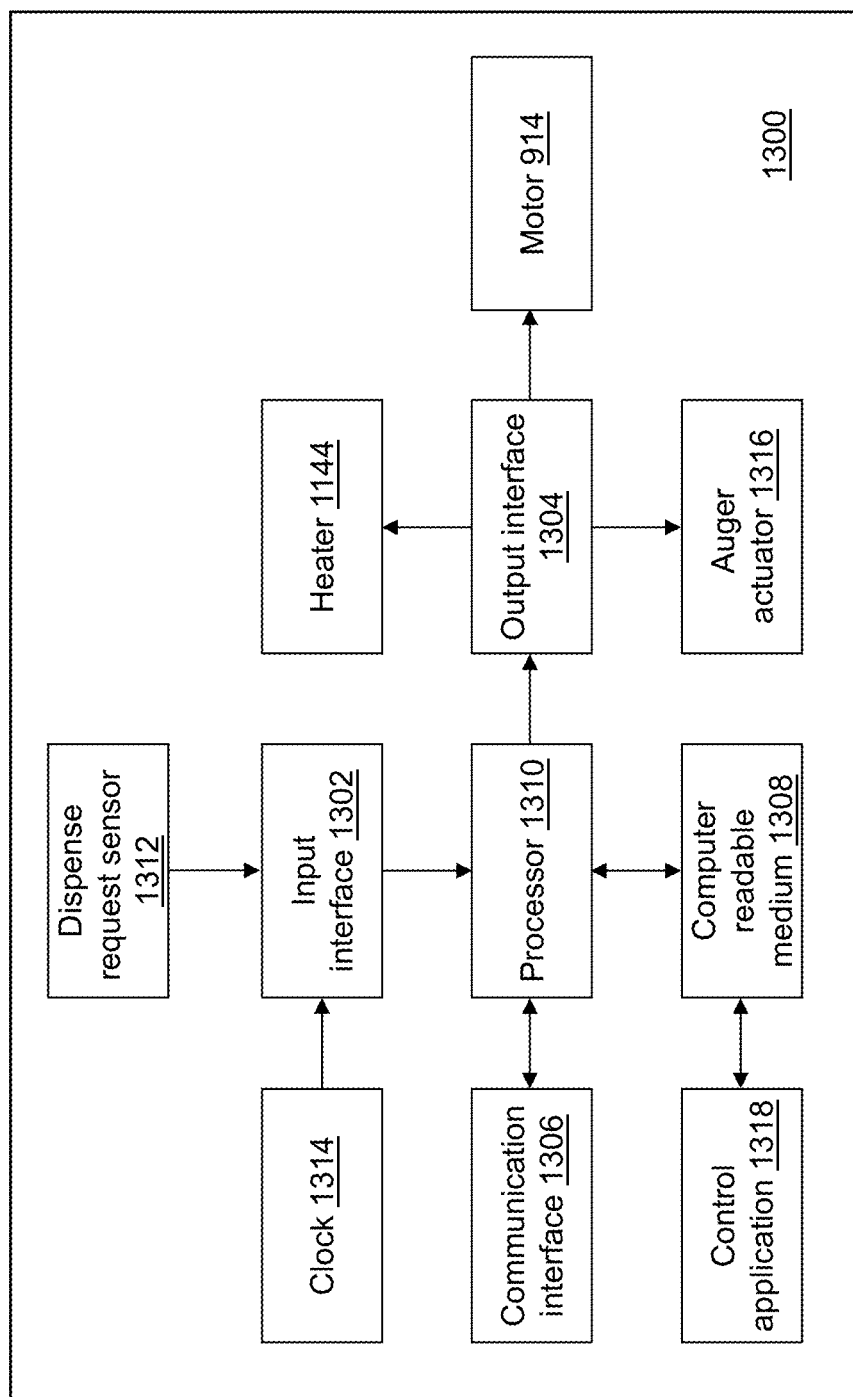 Dispense
request sensor
1312
Clock 1314
Input
interface 1302
Heater 1144
Communication
interface 1306
Processor 1310
Output interface
1304
Motor 914
Control
application 1318
Computer
readable
medium 1308
Auger
actuator 1316
1300